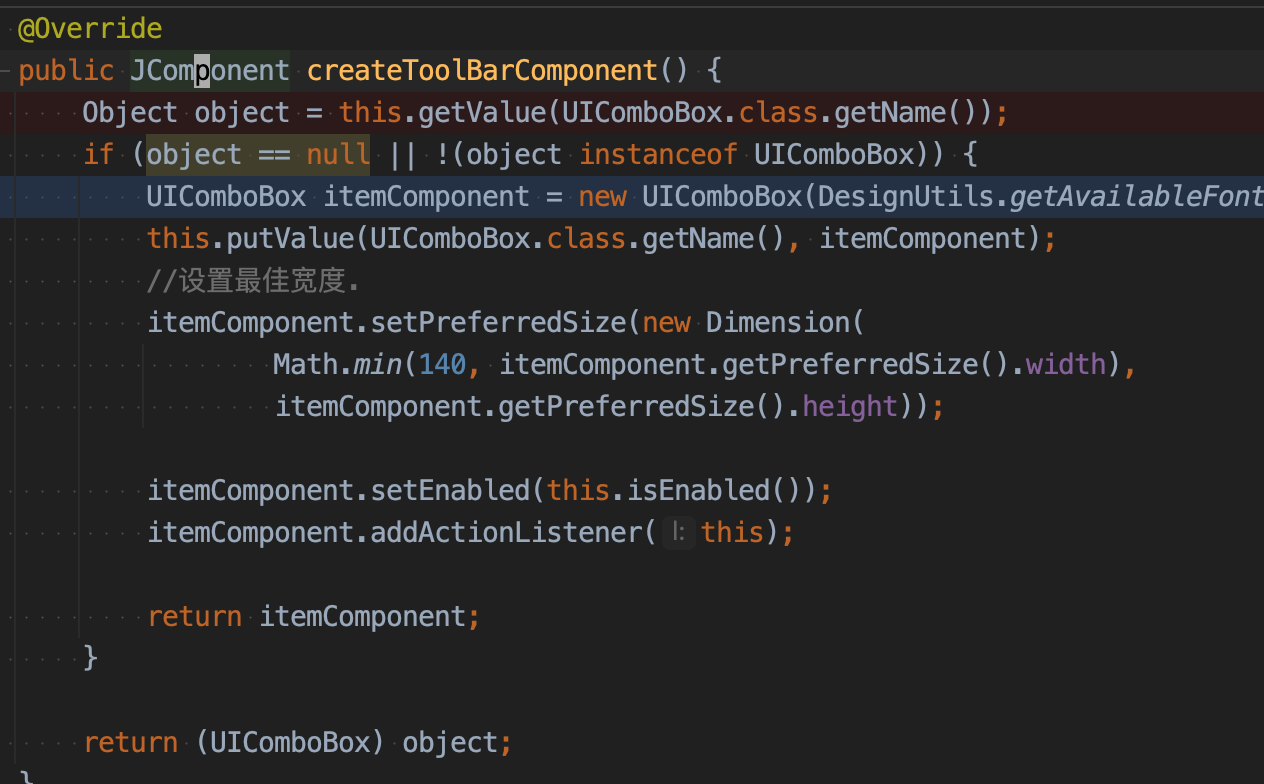 @Override
public JComponent createToolBarComponent() {
    Object object = this.getValue(UIComboBox.class.getName());
    if (object == null || !(object instanceof UIComboBox)) {
        UIComboBox itemComponent = new UIComboBox(DesignUtils.getAvailableFont
        this.putValue(UIComboBox.class.getName(), itemComponent);
        //设置最佳宽度.
        itemComponent.setPreferredSize(new Dimension(
                Math.min(140, itemComponent.getPreferredSize().width),
                itemComponent.getPreferredSize().height));

        itemComponent.setEnabled(this.isEnabled());
        itemComponent.addActionListener( l: this);

        return itemComponent;
    }

    return (UIComboBox) object;
}